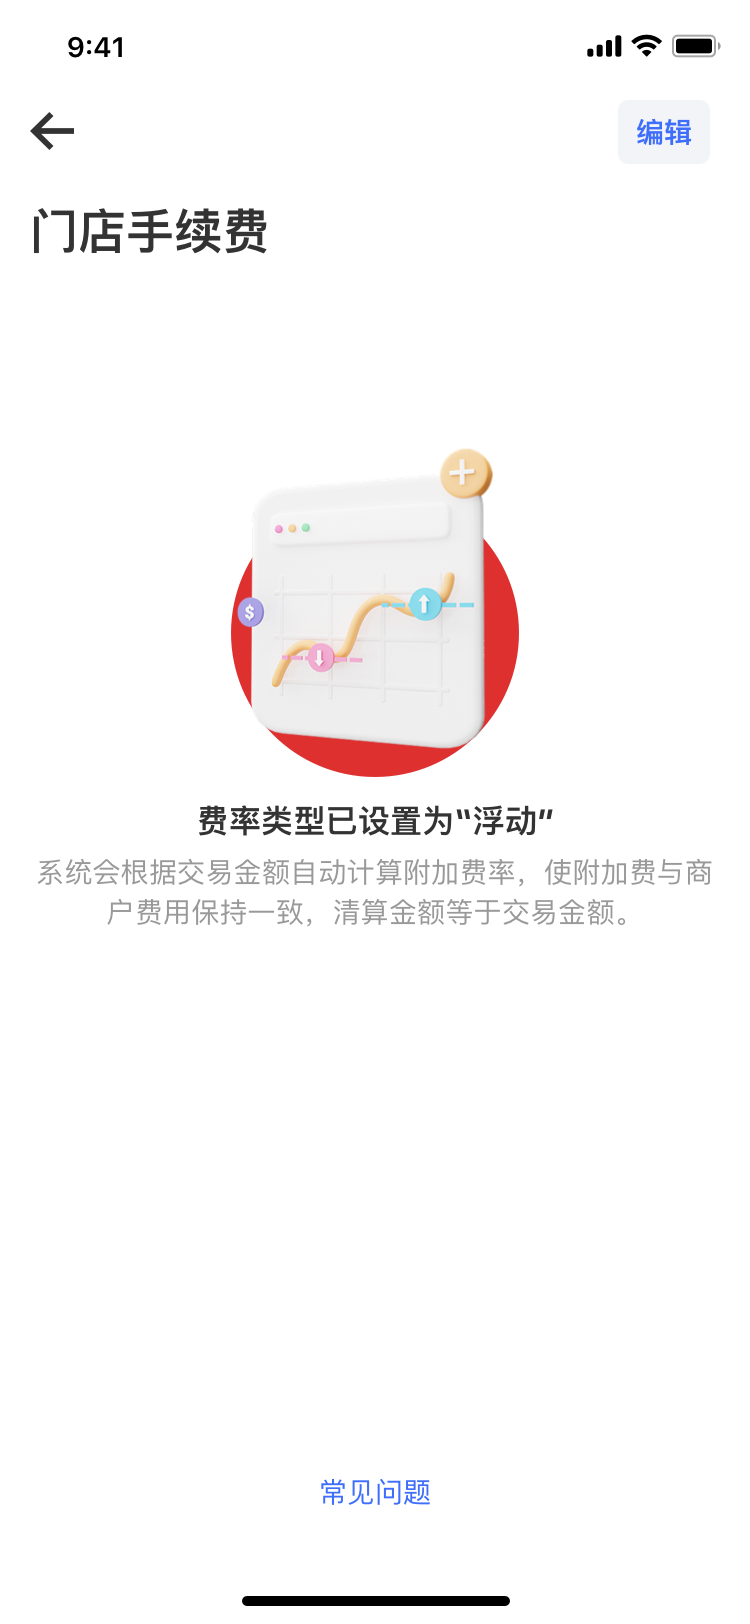 9:41
编辑
门店手续费
$
费率类型已设置为“浮动”
系统会根据交易金额自动计算附加费率，使附加费与商
户费用保持一致，清算金额等于交易金额。
常见问题